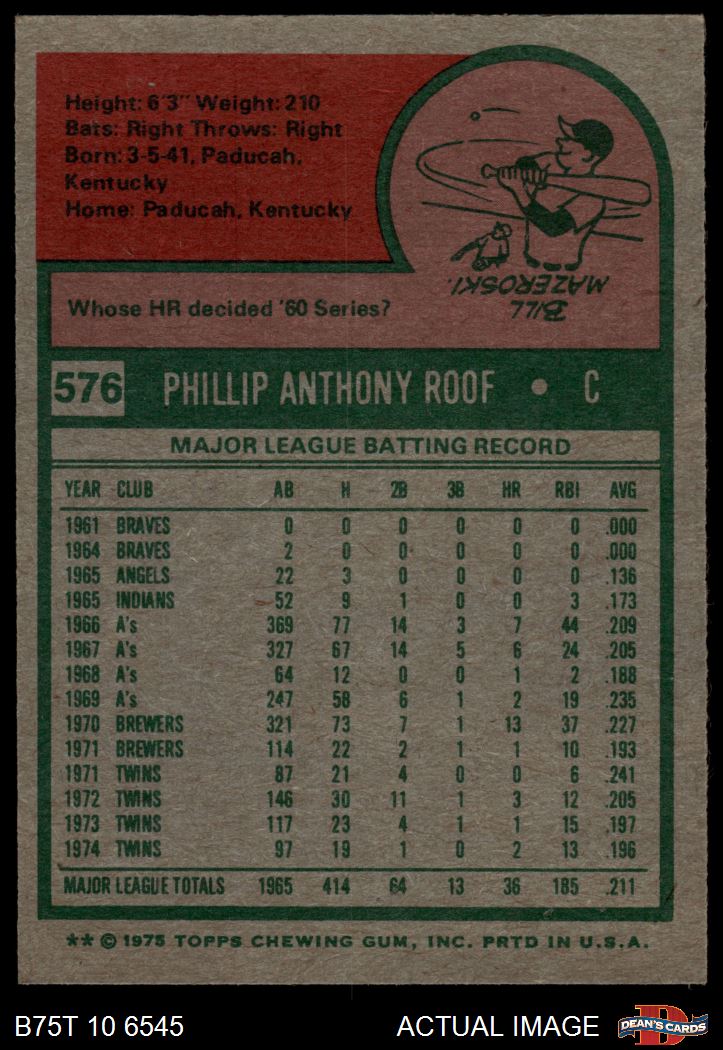 Height: 6'3" Weight: 210
Bats: Right Throws: Right
Born: 3-5-41, Paducah,
Kentucky
Home: Paducah, Kentucky
Whose HR decided '60 Series?
BILL
MAZEROSKI.
576 PHILLIP ANTHONY ROOF • C
MAJOR LEAGUE BATTING RECORD
YEAR CLUB AB H 2B 3B HR RBI AVG
1961 BRAVES 0 0 0 0 0 0 .000
1964 BRAVES 2 0 0 0 0 0 .000
1965 ANGELS 22 3 0 0 0 0 .136
1965 INDIANS 52 9 1 0 0 3 .173
1966 A's 369 77 14 3 7 44 .209
1967 A's 327 67 14 5 6 24 .205
1968 A's 64 12 0 0 1 2 .188
1969 A's 247 58 6 1 2 19 .235
1970 BREWERS 321 73 7 1 13 37 .227
1971 BREWERS 114 22 2 1 1 10 .193
1971 TWINS 87 21 4 0 0 6 .241
1972 TWINS 146 30 11 1 3 12 .205
1973 TWINS 117 23 4 1 1 15 .197
1974 TWINS 97 19 1 0 2 13 .196
MAJOR LEAGUE TOTALS 1965 414 64 13 36 185 .211
** © 1975 TOPPS CHEWING GUM, INC. PRTD IN U.S.A.
B75T 10 6545 ACTUAL IMAGE D DEAN'S CARDS